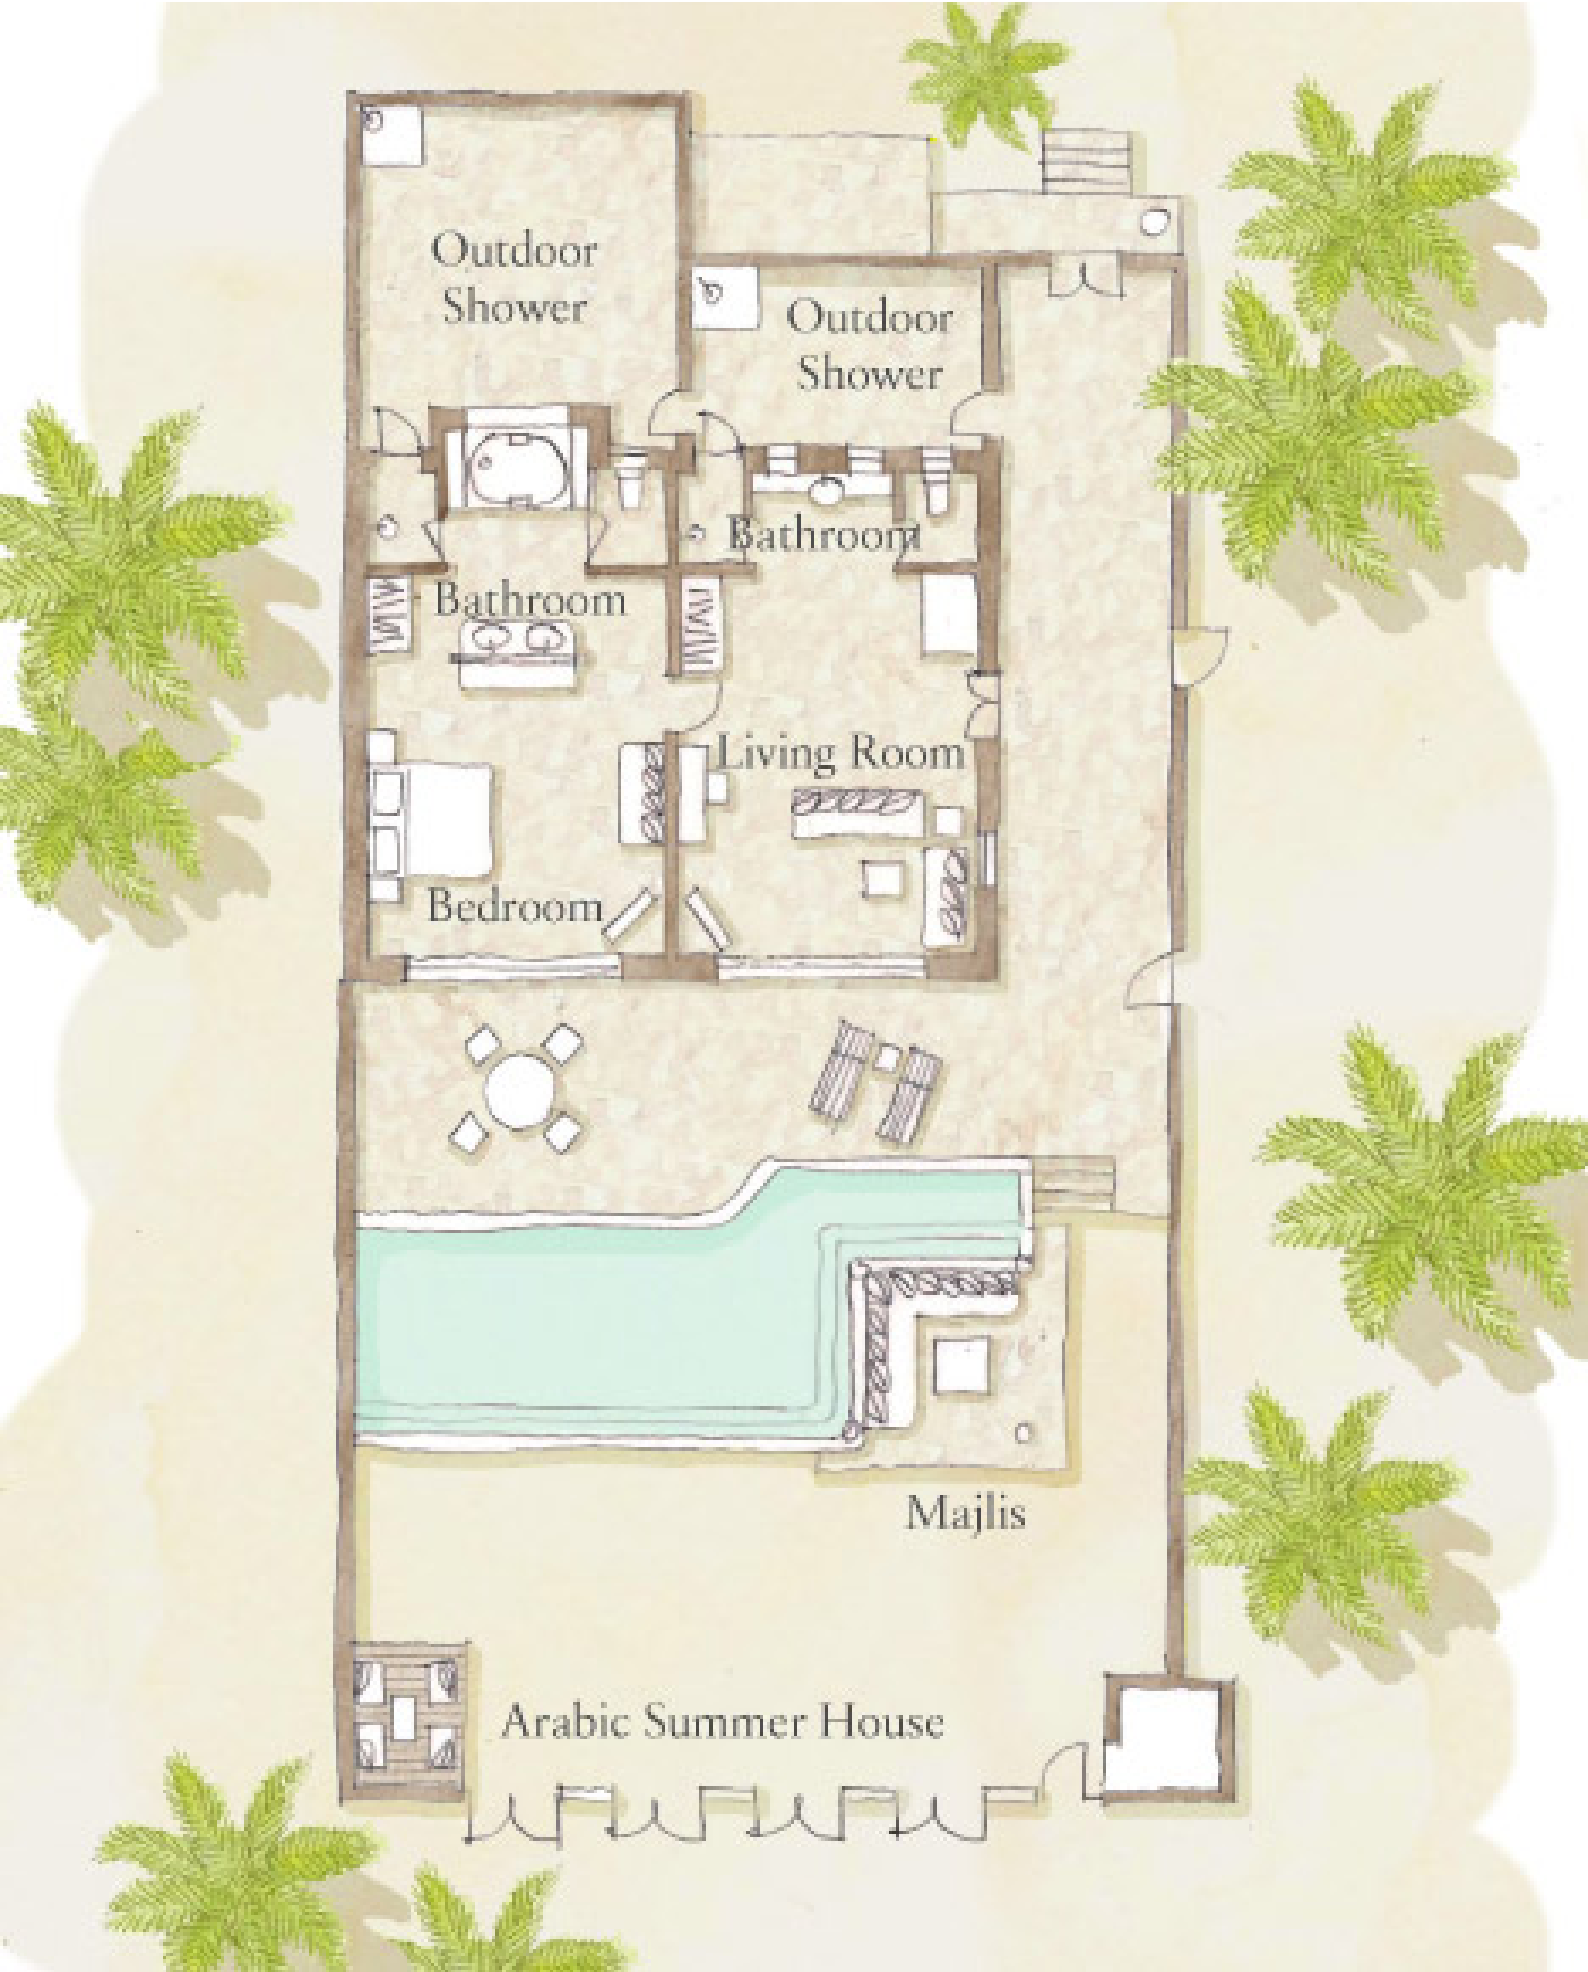 Outdoor
Shower
Outdoor
Shower
Bathroom
Bathroom
Living Room
Bedroom
Majlis
Arabic Summer House